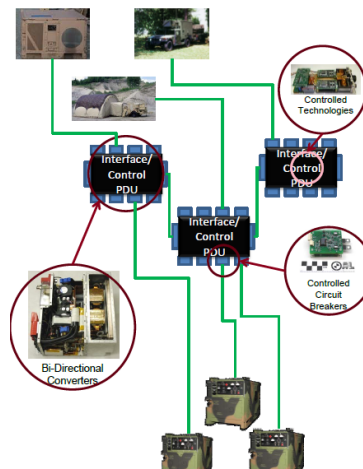 Controlled
Technologies
Interface/
Control
PDU
Interface/
Control
PDU
Interface/
Control
PDU
Controlled
Circuit
Breakers
Bi-Directional
Converters